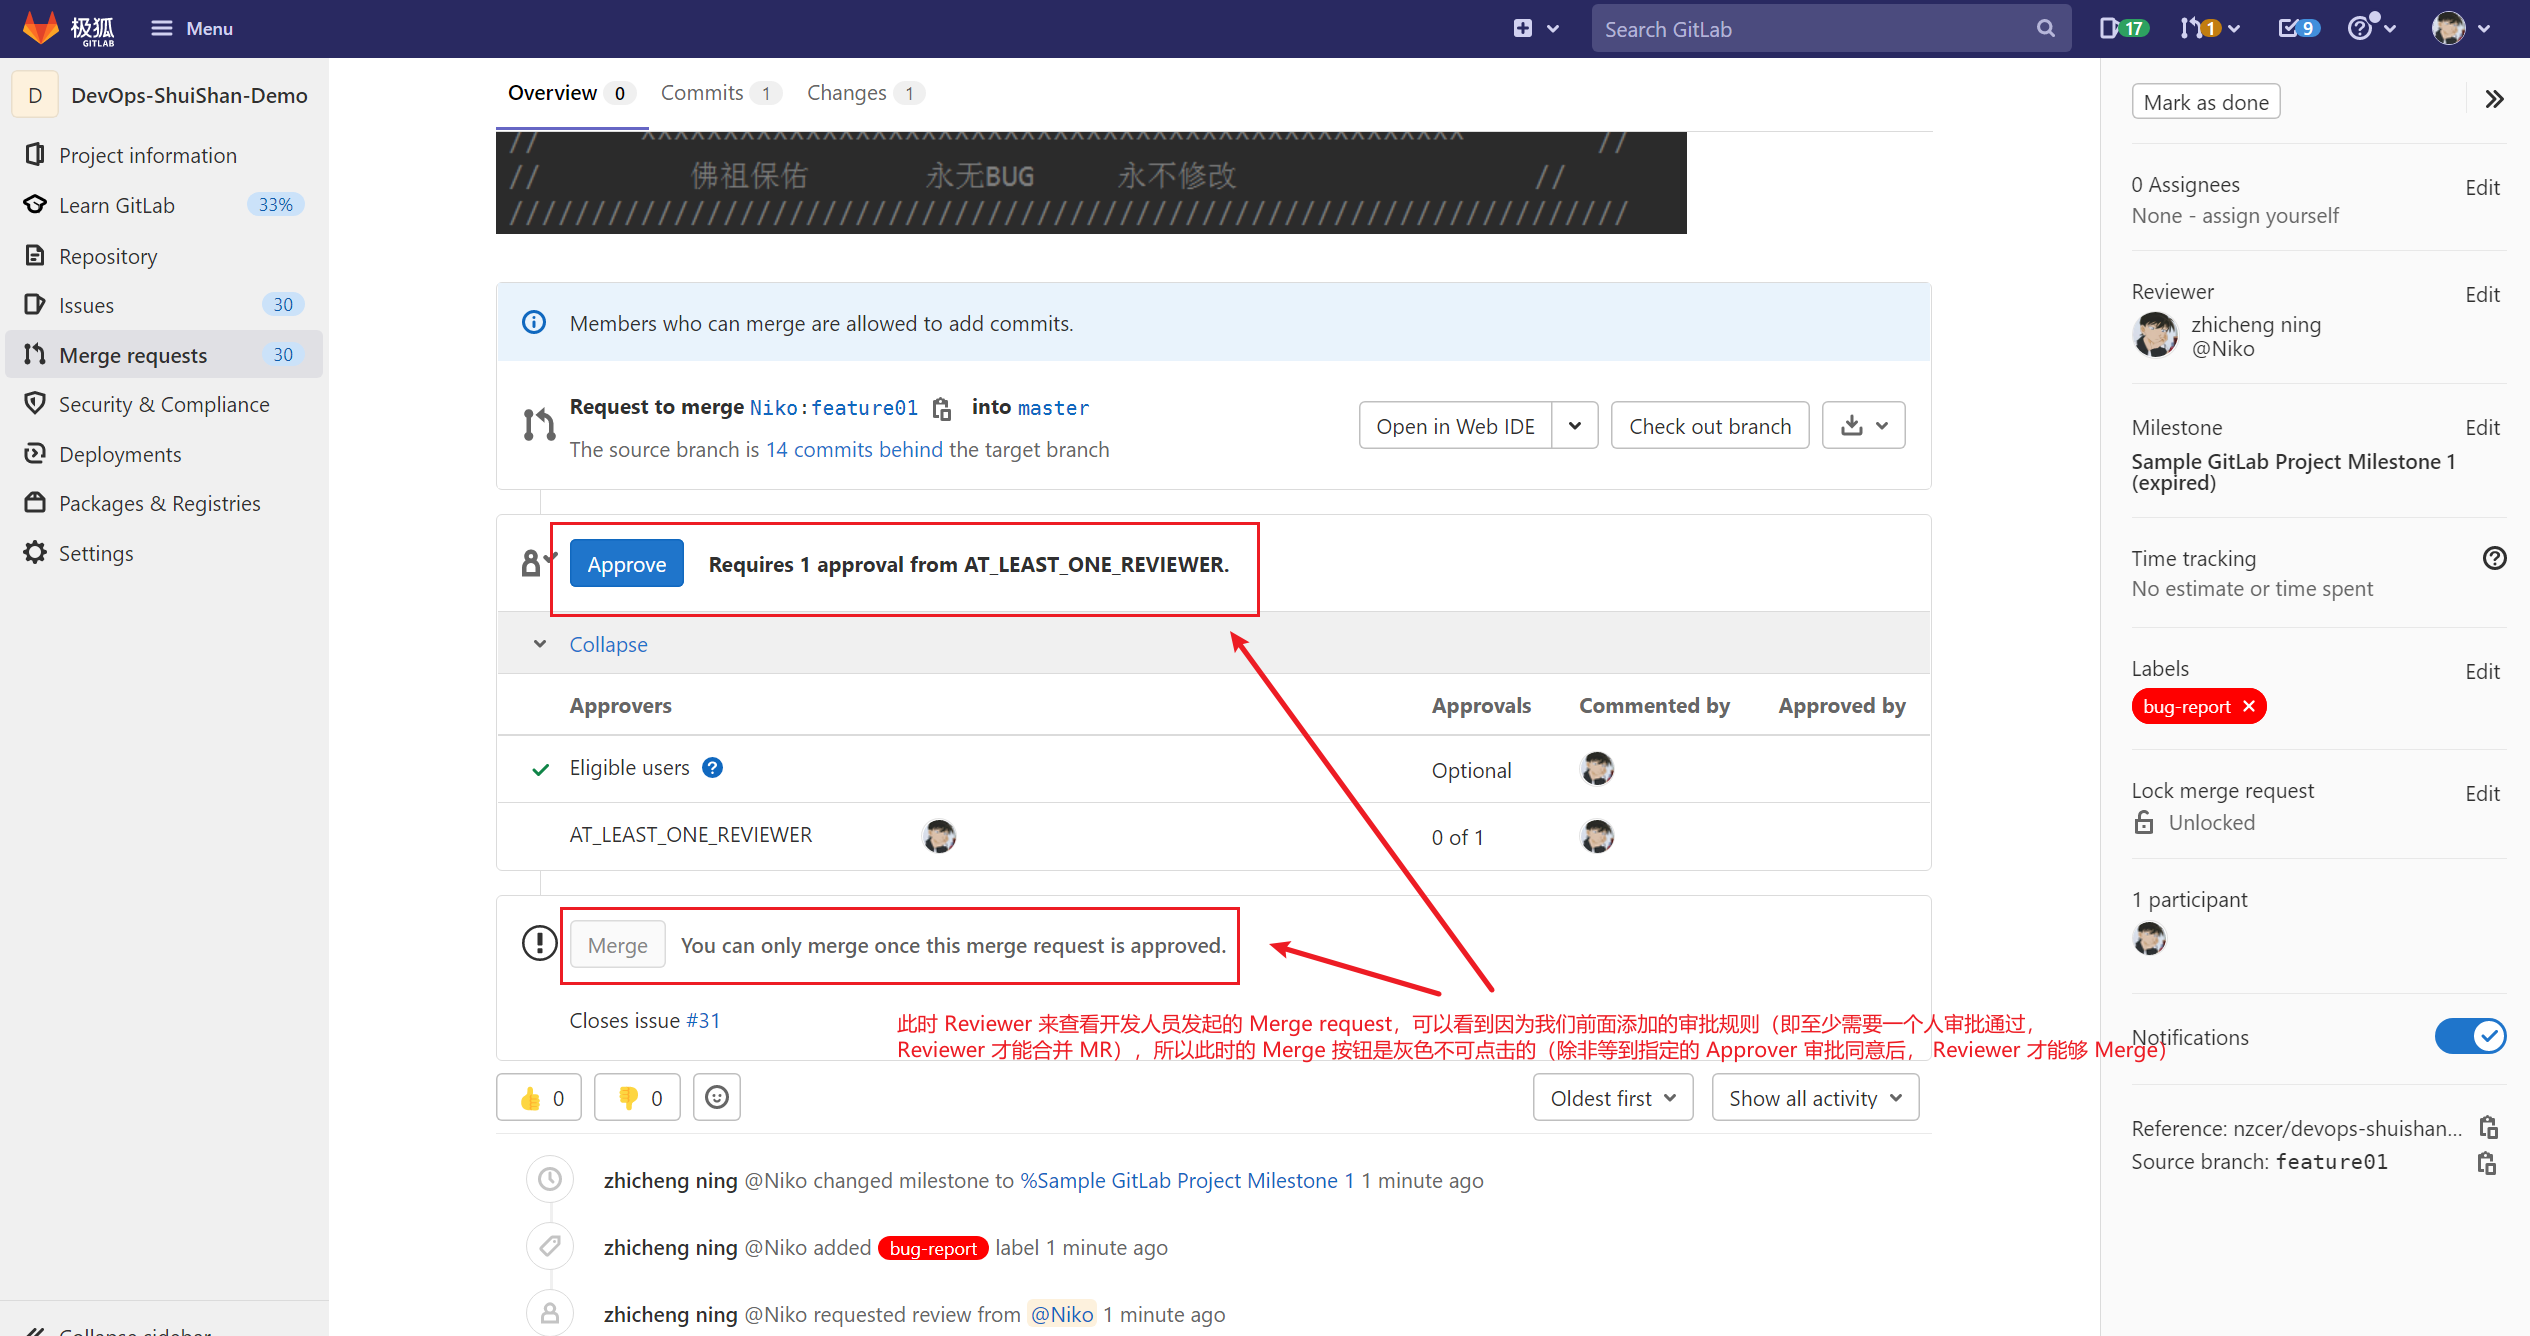 极狐
GITLAB
Menu
Search GitLab
17
1
9
D
DevOps-ShuiShan-Demo
Project information
Learn GitLab 33%
Repository
Issues 30
Merge requests 30
Security & Compliance
Deployments
Packages & Registries
Settings
Overview 0 Commits 1 Changes 1
// XXXXXXXXXXXXXXXXXXXXXXXXXXXXXXXXXXXXXXXXXXXXXXXXXX //
// 佛祖保佑 永无BUG 永不修改 //
////////////////////////////////////////////////////////////////////
Members who can merge are allowed to add commits.
Request to merge Niko:feature01 into master
The source branch is 14 commits behind the target branch
Open in Web IDE
Check out branch
Approve Requires 1 approval from AT_LEAST_ONE_REVIEWER.
Collapse
Approvers Approvals Commented by Approved by
Eligible users ? Optional
AT_LEAST_ONE_REVIEWER 0 of 1
Merge You can only merge once this merge request is approved.
Closes issue #31
此时 Reviewer 来查看开发人员发起的 Merge request，可以看到因为我们前面添加的审批规则（即至少需要一个人审批通过，
Reviewer 才能合并 MR），所以此时的 Merge 按钮是灰色不可点击的（除非等到指定的 Approver 审批同意后， Reviewer 才能够 Merge）
👍 0 👎 0
Oldest first
Show all activity
zhicheng ning @Niko changed milestone to %Sample GitLab Project Milestone 1 1 minute ago
zhicheng ning @Niko added bug-report label 1 minute ago
zhicheng ning @Niko requested review from @Niko 1 minute ago
Mark as done
0 Assignees Edit
None - assign yourself
Reviewer Edit
zhicheng ning
@Niko
Milestone Edit
Sample GitLab Project Milestone 1
(expired)
Time tracking
No estimate or time spent
Labels Edit
bug-report ×
Lock merge request Edit
Unlocked
1 participant
Notifications
Reference: nzcer/devops-shuishan...
Source branch: feature01
Collapse sidebar